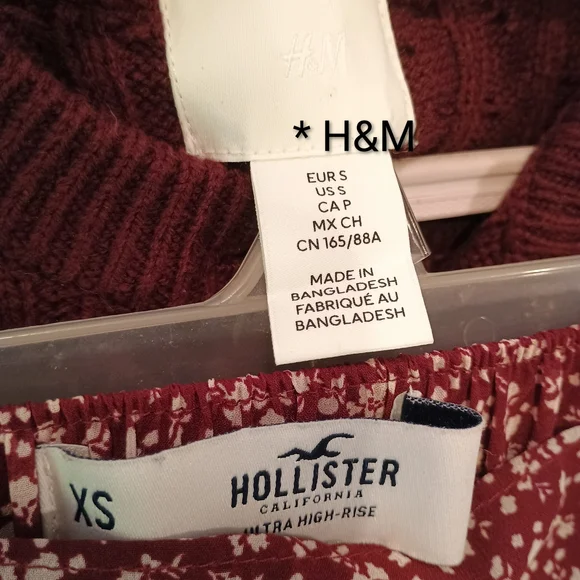 H&M
* H&M
EUR S
US S
CA P
MX CH
CN 165/88A
MADE IN
BANGLADESH
FABRIQUÉ AU
BANGLADESH
XS
HOLLISTER
CALIFORNIA
ULTRA HIGH-RISE